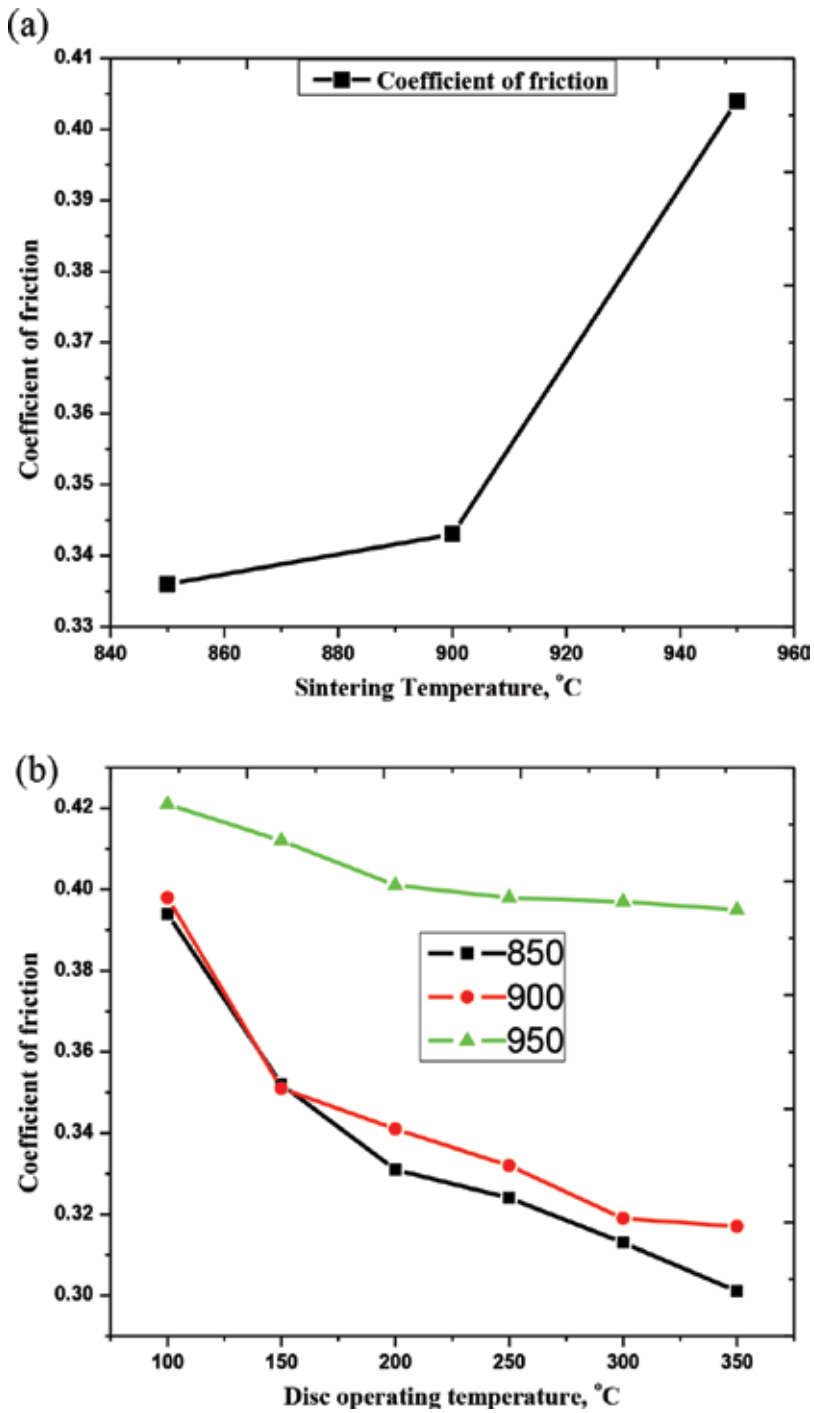 (a)
0.41
0.40
0.39
0.38
0.37
0.36
0.35
0.34
0.33
Coefficient of friction
Coefficient of friction
840 860 880 900 920 940 960
Sintering Temperature, °C
(b)
0.42
0.40
0.38
0.36
0.34
0.32
0.30
Coefficient of friction
850
900
950
100 150 200 250 300 350
Disc operating temperature, °C